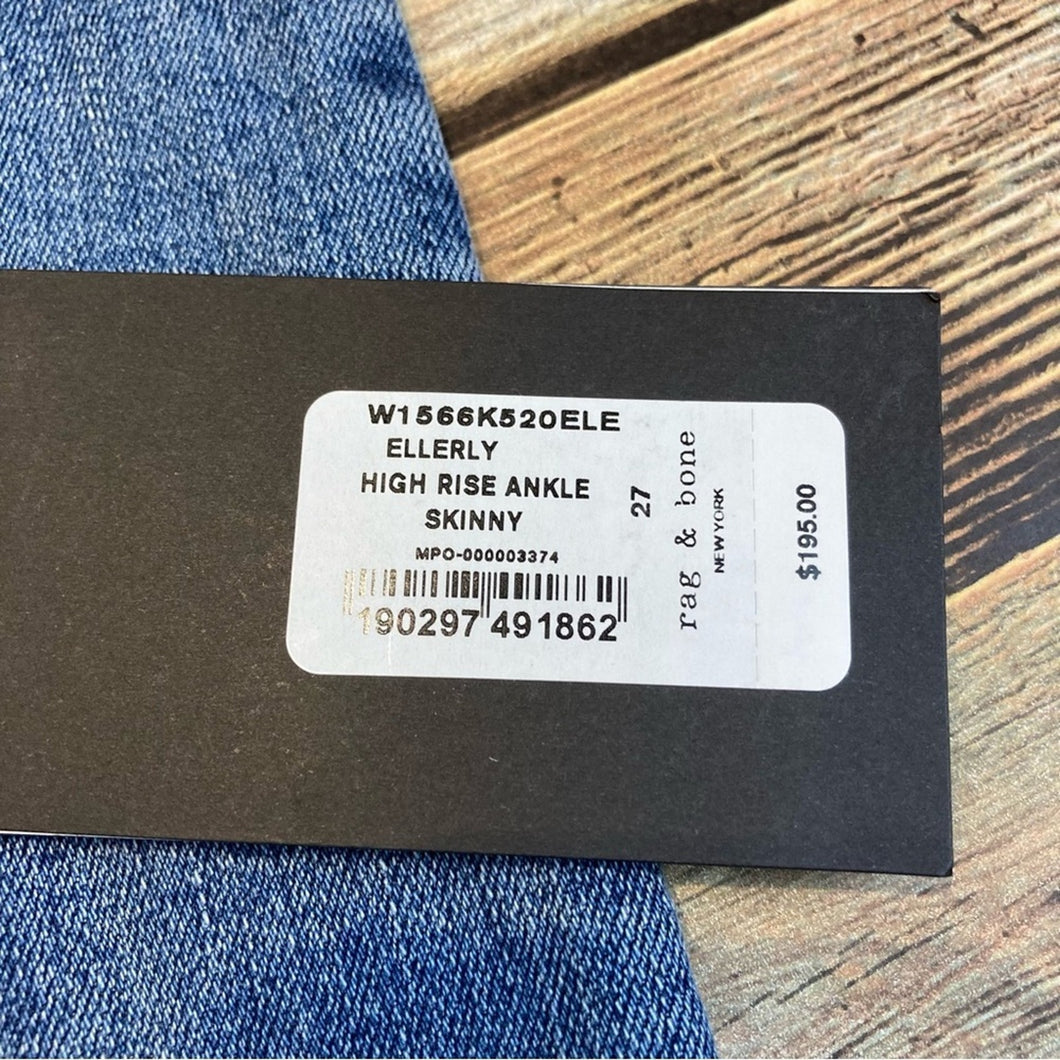 W1566K520ELE
ELLERLY
HIGH RISE ANKLE
SKINNY
MPO-000003374
190297 491862
27
rag & bone
NEW YORK
$195.00